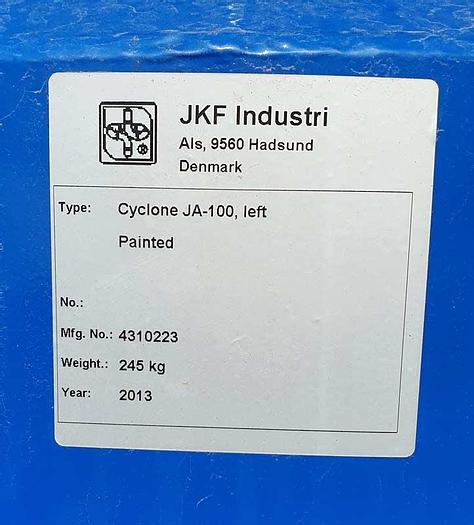 JKF Industri
Als, 9560 Hadsund
Denmark
Type: Cyclone JA-100, left
Painted
No.:
Mfg. No.: 4310223
Weight.: 245 kg
Year: 2013